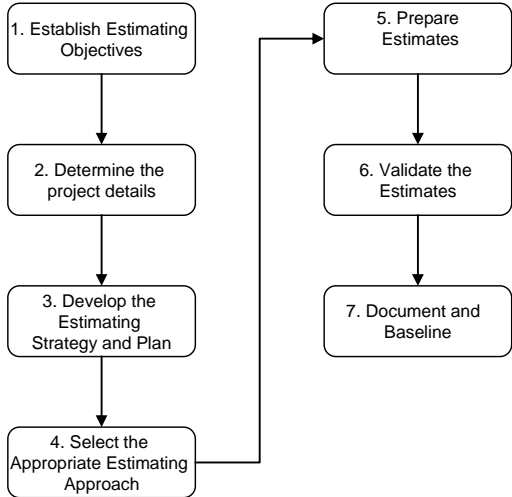 1. Establish Estimating
Objectives
2. Determine the
project details
3. Develop the
Estimating
Strategy and Plan
4. Select the
Appropriate Estimating
Approach
5. Prepare
Estimates
6. Validate the
Estimates
7. Document and
Baseline